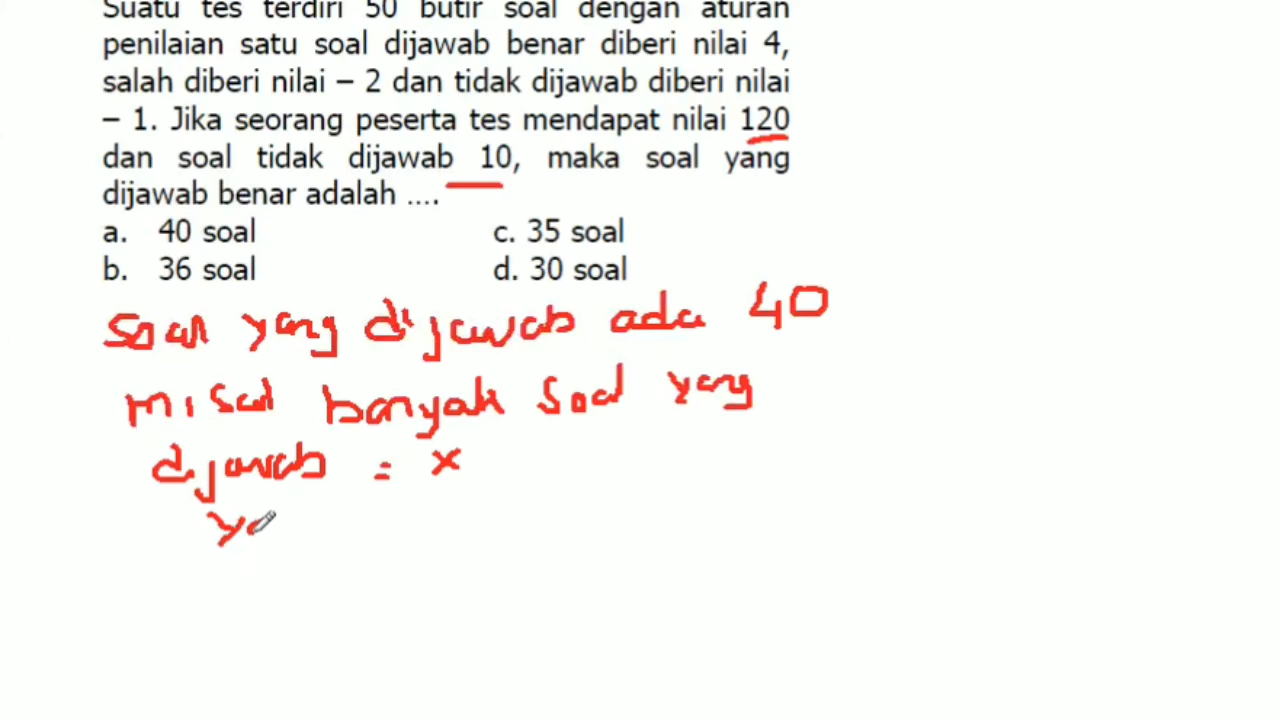 Suatu tes terdiri 50 butir soal dengan aturan
penilaian satu soal dijawab benar diberi nilai 4,
salah diberi nilai – 2 dan tidak dijawab diberi nilai
– 1. Jika seorang peserta tes mendapat nilai 120
dan soal tidak dijawab 10, maka soal yang
dijawab benar adalah ....
a. 40 soal c. 35 soal
b. 36 soal d. 30 soal
soal yang dijawab ada 40
misal banyak soal yang
dijawab = x
ya